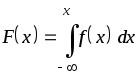 F(x) = ∫_{-∞}^{x} f(x) dx